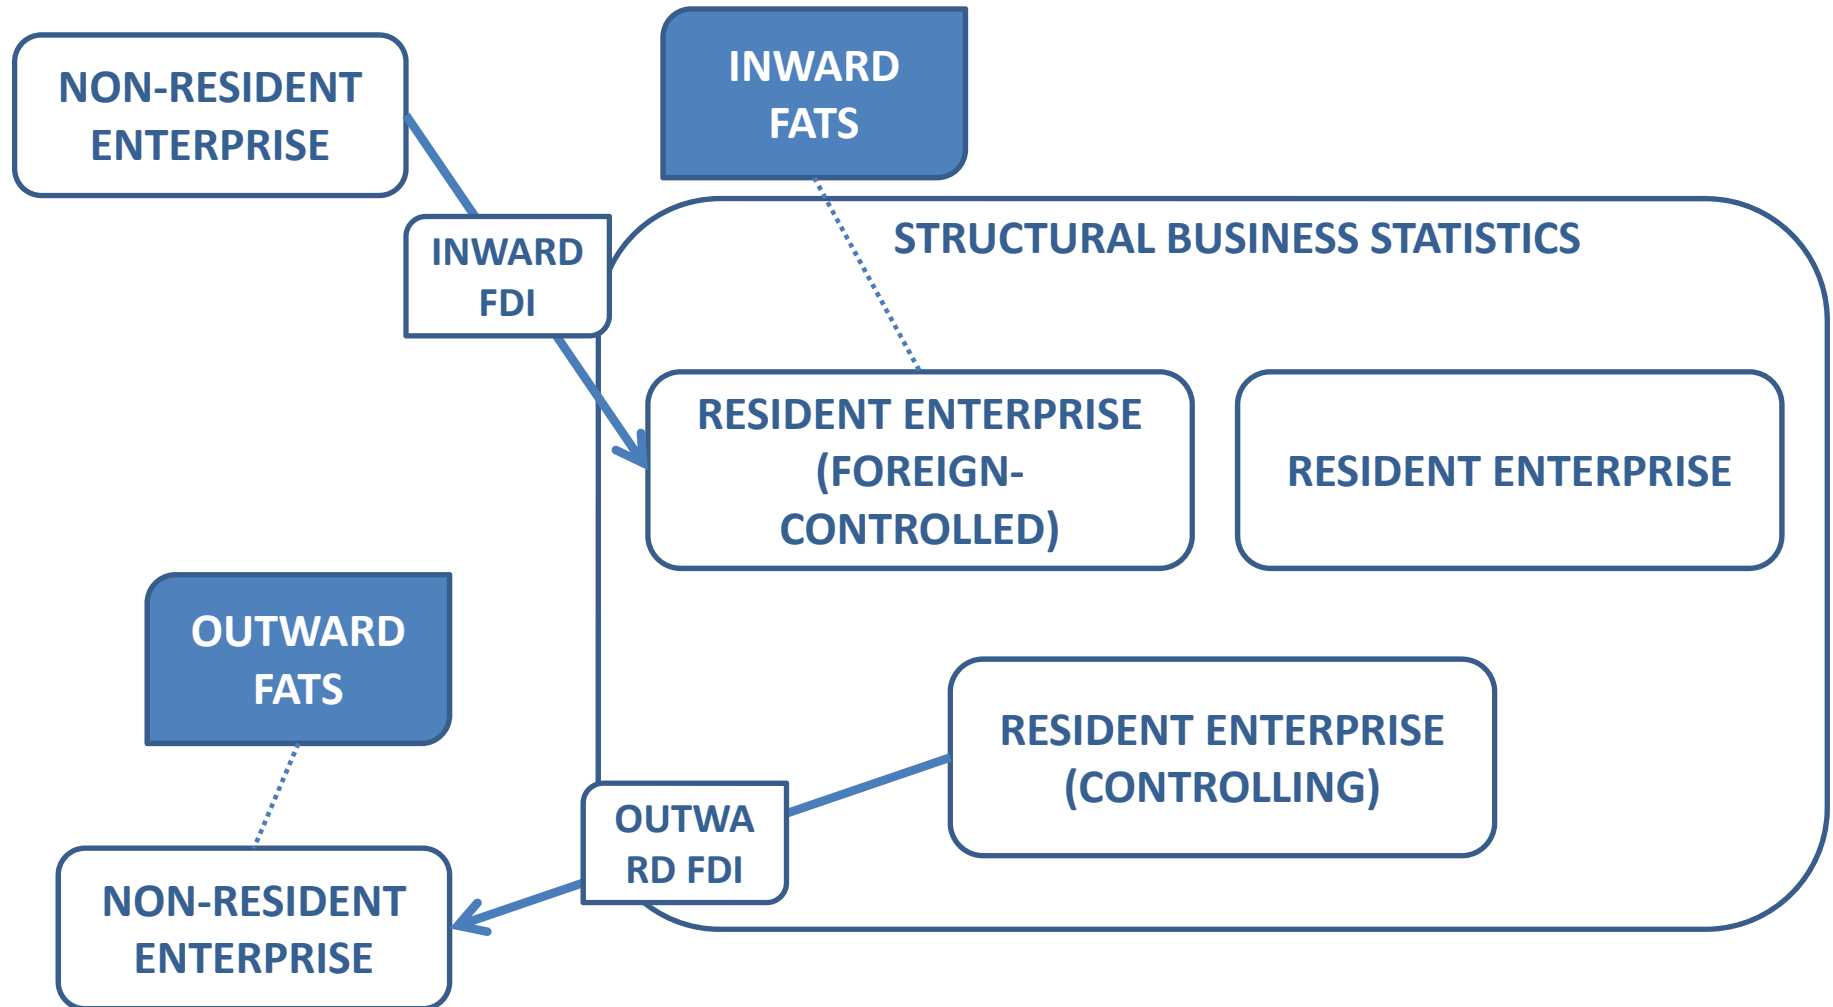 NON-RESIDENT
ENTERPRISE
INWARD
FATS
INWARD
FDI
STRUCTURAL BUSINESS STATISTICS
RESIDENT ENTERPRISE
(FOREIGN-
CONTROLLED)
RESIDENT ENTERPRISE
OUTWARD
FATS
RESIDENT ENTERPRISE
(CONTROLLING)
OUTWA
RD FDI
NON-RESIDENT
ENTERPRISE